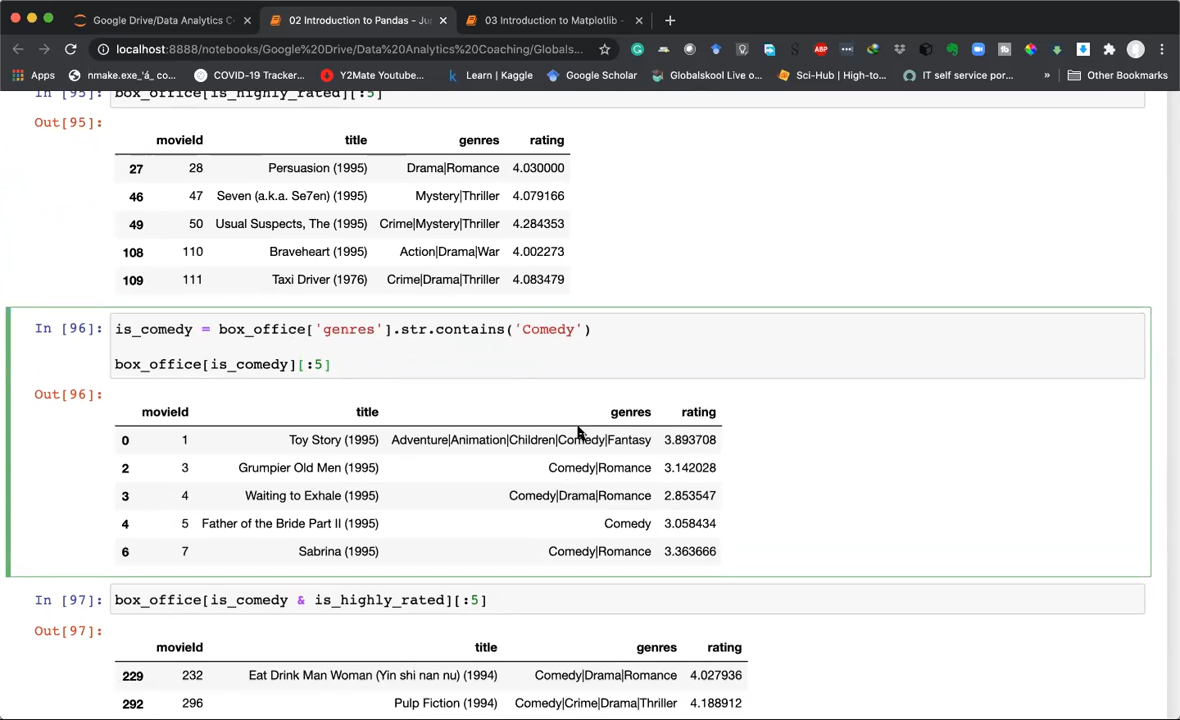 Google Drive/Data Analytics C
02 Introduction to Pandas - Ju
03 Introduction to Matplotlib -
localhost:8888/notebooks/Google%20Drive/Data%20Analytics%20Coaching/Globals...
Apps
nmake.exe_'á_ co...
COVID-19 Tracker...
Y2Mate Youtube...
Learn | Kaggle
Google Scholar
Globalskool Live o...
Sci-Hub | High-to...
IT self service por...
»
Other Bookmarks
In [95]: box_office[is_highly_rated][:5]
Out[95]:
movieId title genres rating
27 28 Persuasion (1995) Drama|Romance 4.030000
46 47 Seven (a.k.a. Se7en) (1995) Mystery|Thriller 4.079166
49 50 Usual Suspects, The (1995) Crime|Mystery|Thriller 4.284353
108 110 Braveheart (1995) Action|Drama|War 4.002273
109 111 Taxi Driver (1976) Crime|Drama|Thriller 4.083479
In [96]: is_comedy = box_office['genres'].str.contains('Comedy')
box_office[is_comedy][:5]
Out[96]:
movieId title genres rating
0 1 Toy Story (1995) Adventure|Animation|Children|Comedy|Fantasy 3.893708
2 3 Grumpier Old Men (1995) Comedy|Romance 3.142028
3 4 Waiting to Exhale (1995) Comedy|Drama|Romance 2.853547
4 5 Father of the Bride Part II (1995) Comedy 3.058434
6 7 Sabrina (1995) Comedy|Romance 3.363666
In [97]: box_office[is_comedy & is_highly_rated][:5]
Out[97]:
movieId title genres rating
229 232 Eat Drink Man Woman (Yin shi nan nu) (1994) Comedy|Drama|Romance 4.027936
292 296 Pulp Fiction (1994) Comedy|Crime|Drama|Thriller 4.188912